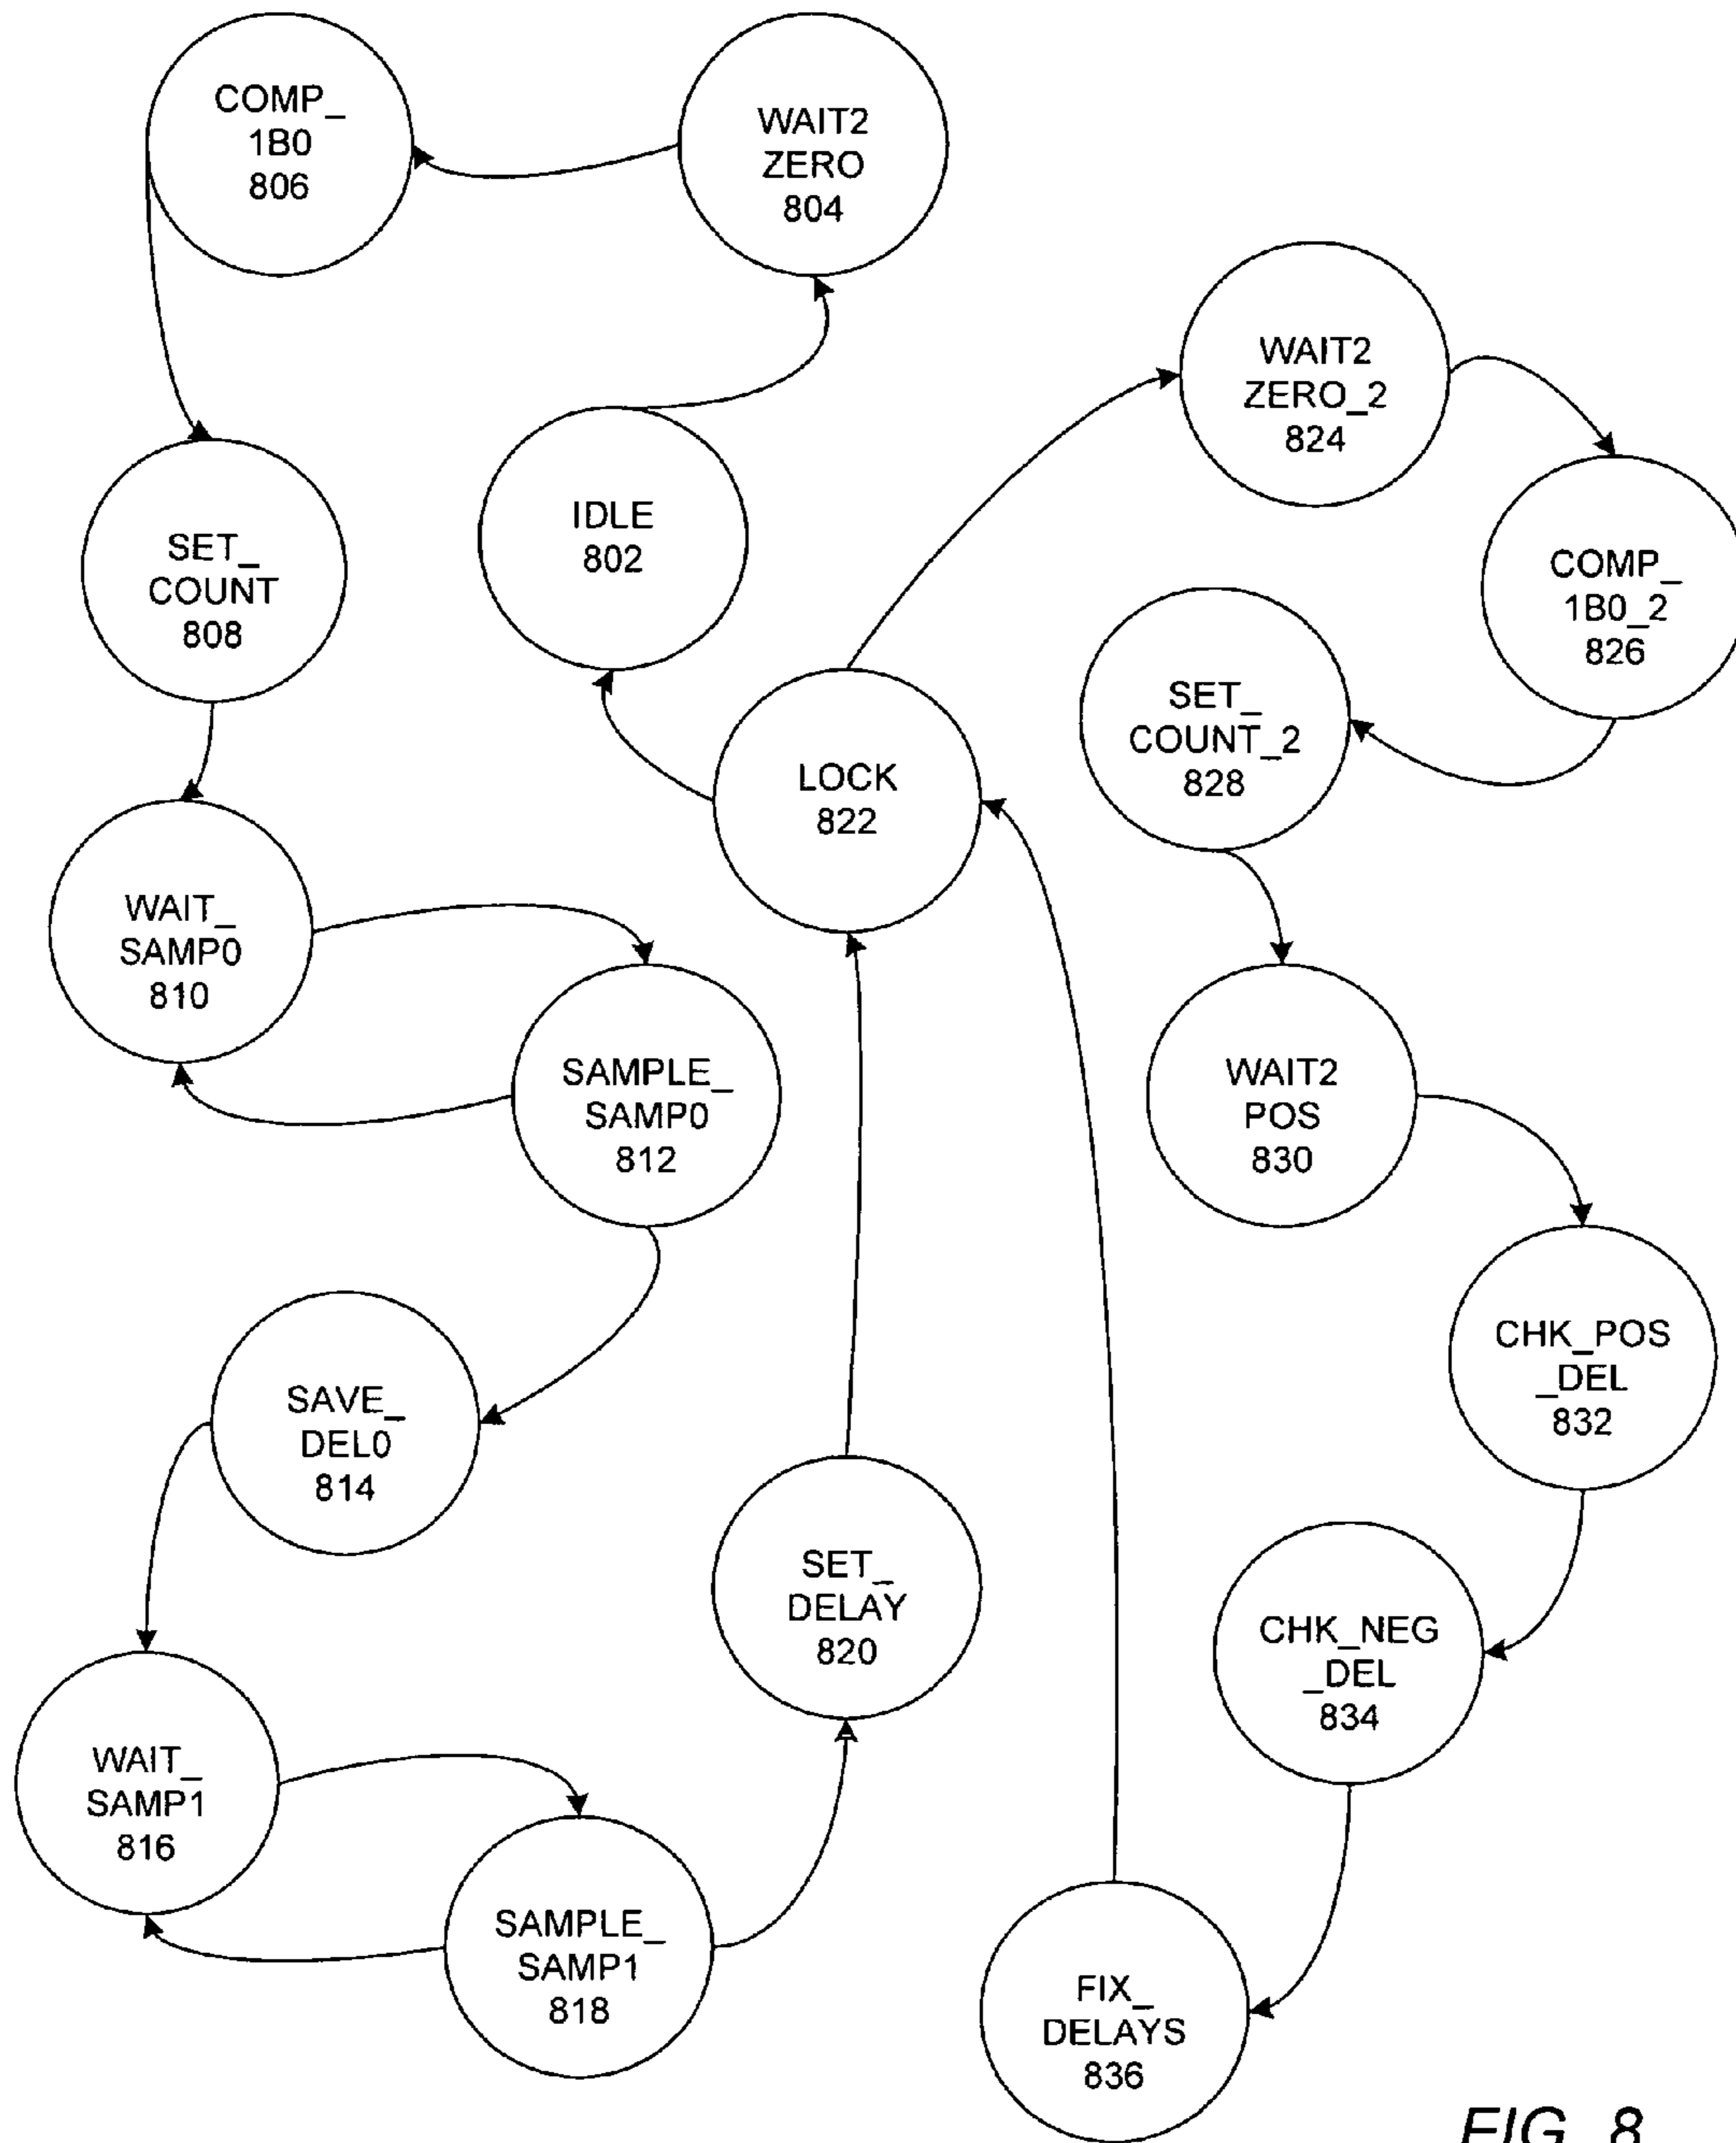 COMP_
1B0
806
WAIT2
ZERO
804
WAIT2
ZERO_2
824
IDLE
802
SET_
COUNT
808
COMP_
1B0_2
826
SET_
COUNT_2
828
LOCK
822
WAIT_
SAMP0
810
SAMPLE_
SAMP0
812
WAIT2
POS
830
CHK_POS
_DEL
832
SAVE_
DEL0
814
SET_
DELAY
820
CHK_NEG
_DEL
834
WAIT_
SAMP1
816
SAMPLE_
SAMP1
818
FIX_
DELAYS
836
FIG. 8